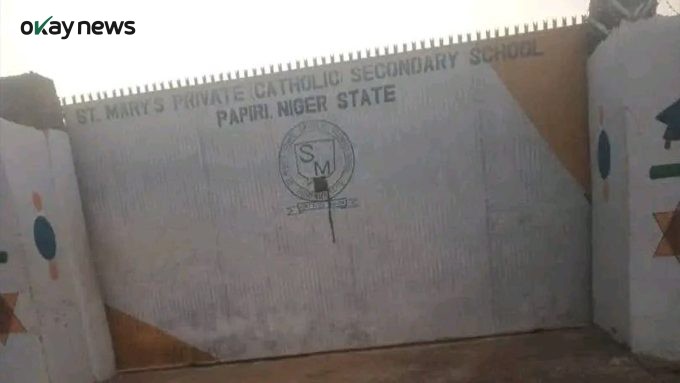 okay news
ST. MARY'S PRIVATE CATHOLIC SECONDARY SCHOOL
PAPIRI. NIGER STATE
SM